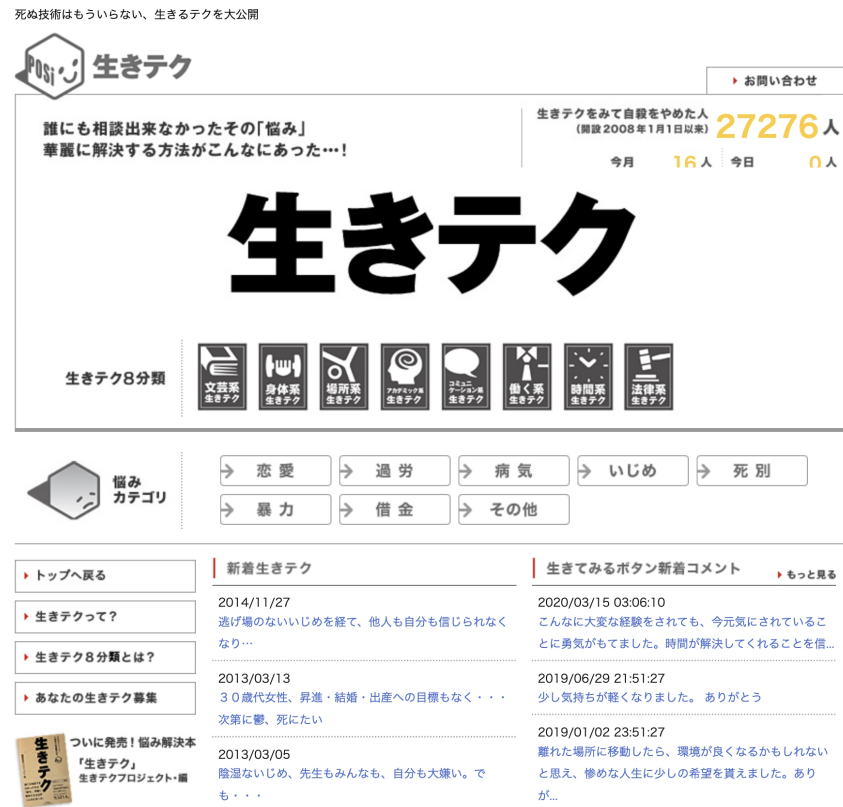 死ぬ技術はもういらない、生きるテクを大公開
POSi 生きテク
お問い合わせ
誰にも相談出来なかったその「悩み」
華麗に解決する方法がこんなにあった…!
生きテクをみて自殺をやめた人
(開設2008年1月1日以来)
27276人
今月 16人 今日 0人
生きテク
生きテク8分類
文芸系
生きテク
身体系
生きテク
場所系
生きテク
アカデミック系
生きテク
コミュニ
ケーション系
生きテク
働く系
生きテク
時間系
生きテク
法律系
生きテク
悩み
カテゴリ
恋愛
過労
病気
いじめ
死別
暴力
借金
その他
トップへ戻る
生きテクって?
生きテク8分類とは?
あなたの生きテク募集
生きテク
ついに発売!悩み解決本
「生きテク」
生きテクプロジェクト・編
新着生きテク
2014/11/27
逃げ場のないいじめを経て、他人も自分も信じられなく
なり…
2013/03/13
30歳代女性、昇進・結婚・出産への目標もなく・・・
次第に鬱、死にたい
2013/03/05
陰湿ないじめ、先生もみんなも、自分も大嫌い。で
も・・・
生きてみるボタン新着コメント
もっと見る
2020/03/15 03:06:10
こんなに大変な経験をされても、今元気にされているこ
とに勇気がもてました。時間が解決してくれることを信...
2019/06/29 21:51:27
少し気持ちが軽くなりました。 ありがとう
2019/01/02 23:51:27
離れた場所に移動したら、環境が良くなるかもしれない
と思え、惨めな人生に少しの希望を貰えました。あり
が...